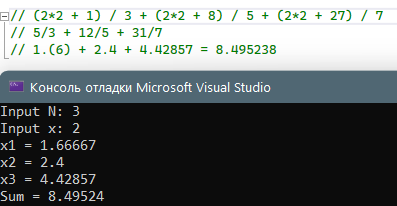 // (2*2 + 1) / 3 + (2*2 + 8) / 5 + (2*2 + 27) / 7
// 5/3 + 12/5 + 31/7
// 1.(6) + 2.4 + 4.42857 = 8.495238
Консоль отладки Microsoft Visual Studio
Input N: 3
Input x: 2
x1 = 1.66667
x2 = 2.4
x3 = 4.42857
Sum = 8.49524